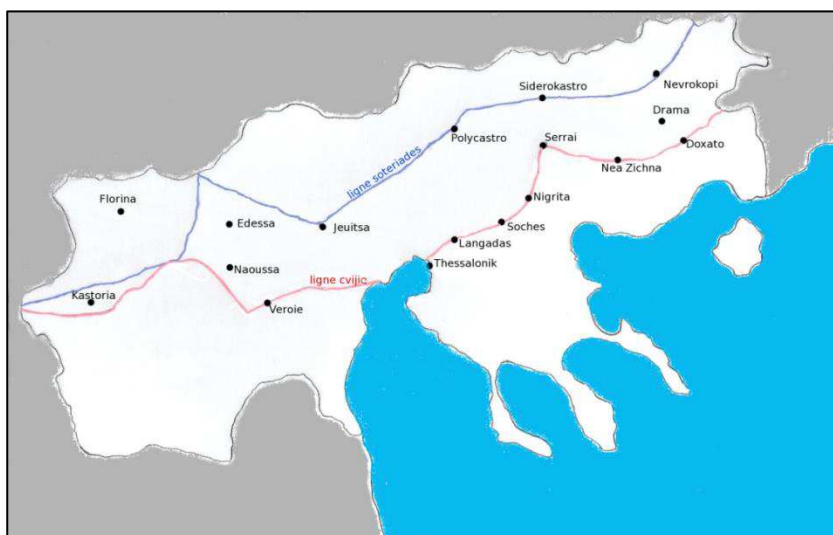 Nevrokopi
Siderokastro
Drama
Polycastro
Serrai
Doxato
ligne soteriades
Nea Zichna
Florina
Nigrita
Edessa
Jeuitsa
Soches
Langadas
Naoussa
Thessalonik
ligne cvijic
Kastoria
Veroie